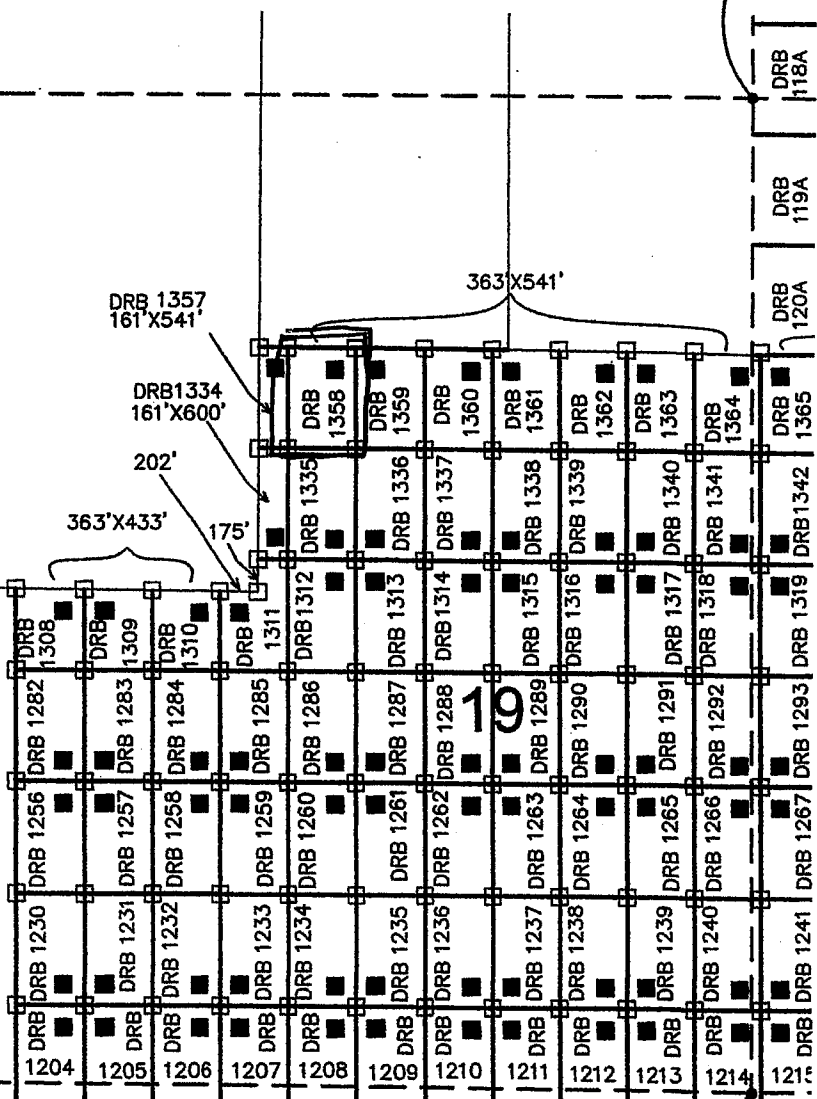 DRB
118A
DRB
119A
DRB
120A
363'X541'
DRB 1357
161'X541'
DRB1334
161'X600'
202'
363'X433'
175'
DRB
1358
DRB
1359
DRB
1360
DRB
1361
DRB
1362
DRB
1363
DRB
1364
DRB
1365
DRB 1335
DRB 1336
DRB 1337
DRB 1338
DRB 1339
DRB 1340
DRB 1341
DRB1342
DRB
1308
DRB
1309
DRB
1310
DRB
1311
DRB1312
DRB 1313
DRB 1314
DRB 1315
DRB 1316
DRB 1317
DRB 1318
DRB 1319
DRB 1282
DRB 1283
DRB 1284
DRB 1285
DRB 1286
DRB 1287
DRB 1288
19
DRB 1289
DRB 1290
DRB 1291
DRB 1292
DRB 1293
DRB 1256
DRB 1257
DRB 1258
DRB 1259
DRB 1260
DRB 1261
DRB 1262
DRB 1263
DRB 1264
DRB 1265
DRB 1266
DRB 1267
DRB 1230
DRB 1231
DRB 1232
DRB 1233
DRB 1234
DRB 1235
DRB 1236
DRB 1237
DRB 1238
DRB 1239
DRB 1240
DRB 1241
DRB
1204
DRB
1205
DRB
1206
DRB
1207
DRB
1208
DRB
1209
DRB
1210
DRB
1211
DRB
1212
DRB
1213
DRB
1214
DRB
1215